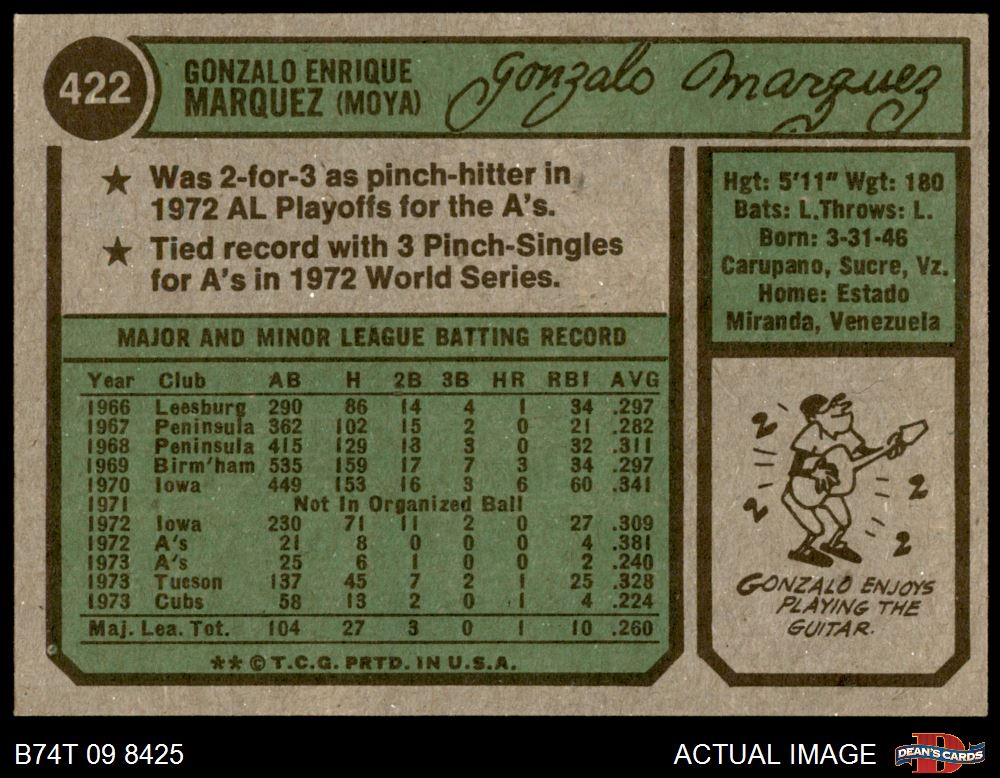 422
GONZALO ENRIQUE
MARQUEZ (MOYA)
Gonzalo Marquez
★ Was 2-for-3 as pinch-hitter in
1972 AL Playoffs for the A's.
★ Tied record with 3 Pinch-Singles
for A's in 1972 World Series.
Hgt: 5'11" Wgt: 180
Bats: L. Throws: L.
Born: 3-31-46
Carupano, Sucre, Vz.
Home: Estado
Miranda, Venezuela
MAJOR AND MINOR LEAGUE BATTING RECORD
Year Club AB H 2B 3B HR RBI AVG
1966 Leesburg 290 86 14 4 1 34 .297
1967 Peninsula 362 102 15 2 0 21 .282
1968 Peninsula 415 129 13 3 0 32 .311
1969 Birm'ham 535 159 17 7 3 34 .297
1970 Iowa 449 153 16 3 6 60 .341
1971 Not In Organized Ball
1972 Iowa 230 71 11 2 0 27 .309
1972 A's 21 8 0 0 0 4 .381
1973 A's 25 6 1 0 0 2 .240
1973 Tucson 137 45 7 2 1 25 .328
1973 Cubs 58 13 2 0 1 4 .224
Maj. Lea. Tot. 104 27 3 0 1 10 .260
** © T.C.G. PRTD. IN U.S.A.
2
2
2
2
GONZALO ENJOYS
PLAYING THE
GUITAR.
B74T 09 8425
ACTUAL IMAGE
DEAN'S CARDS